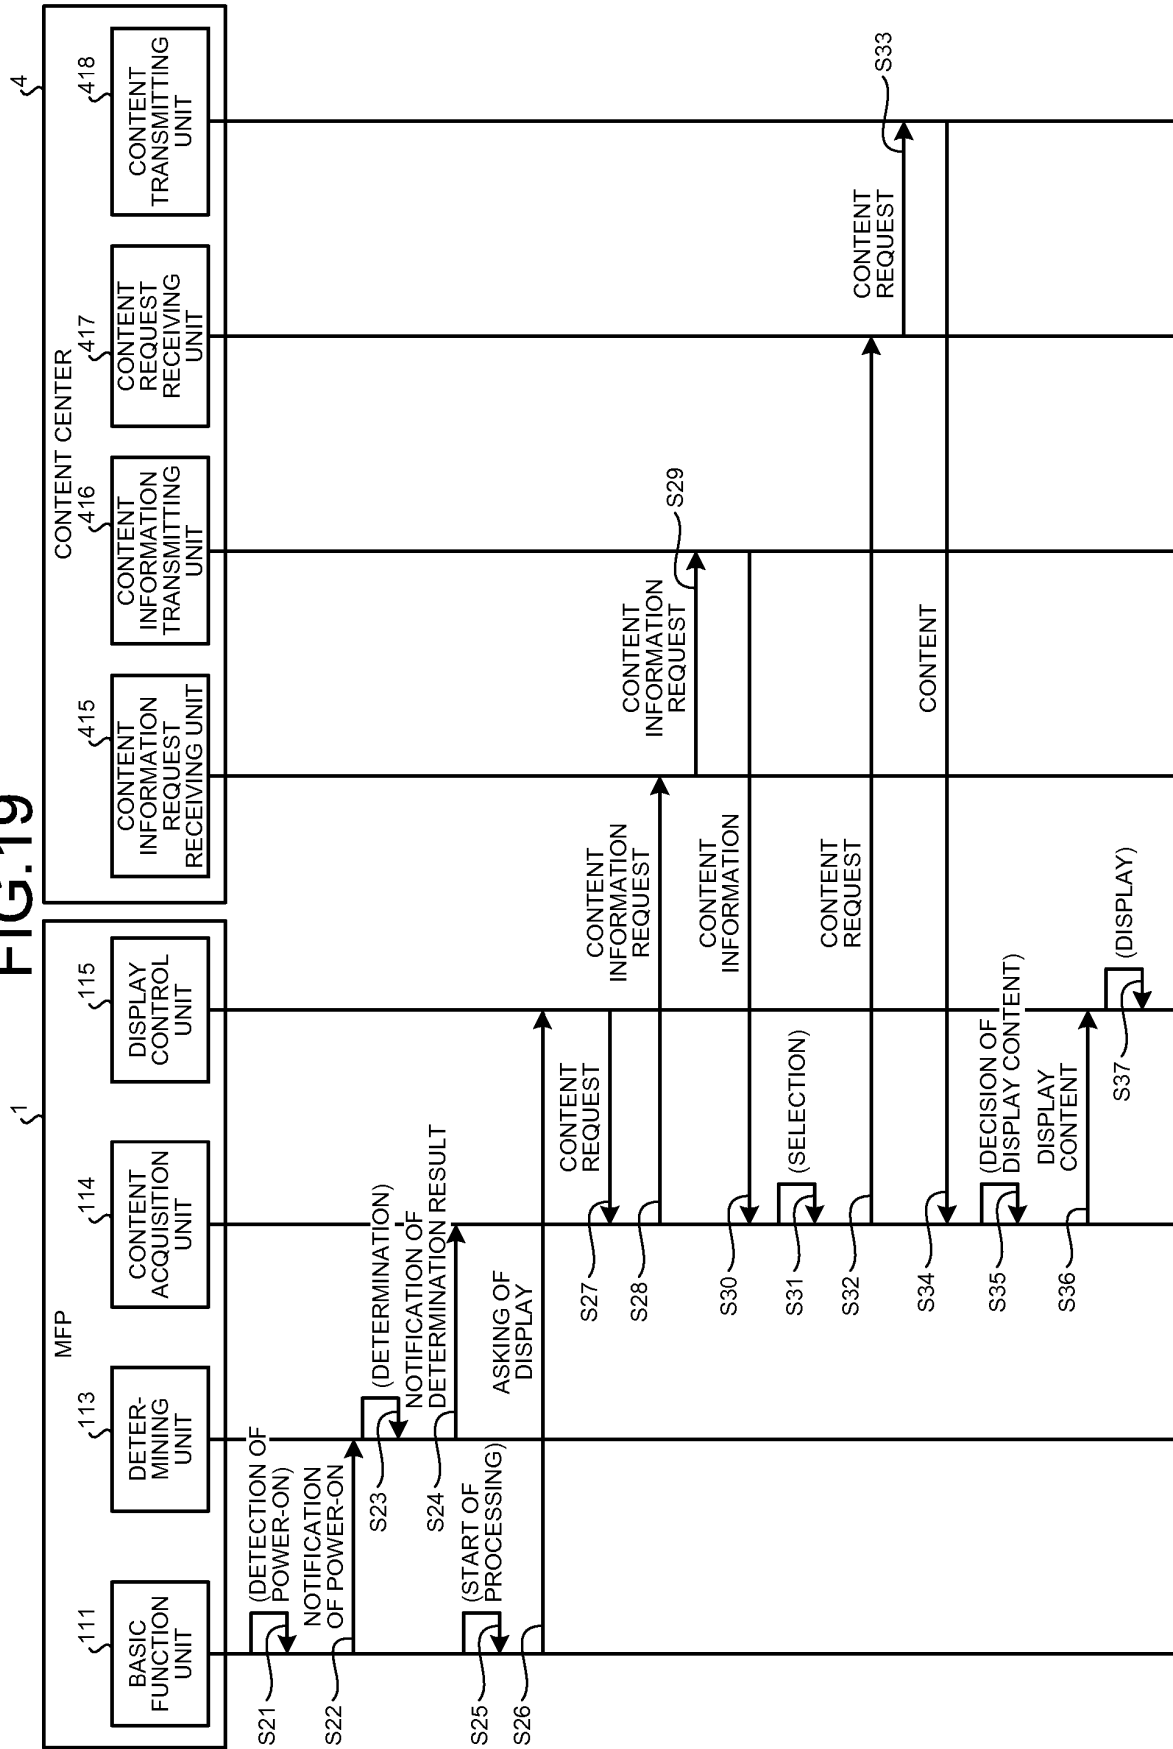 FIG.19
1
MFP
111
BASIC
FUNCTION
UNIT
113
DETER-
MINING
UNIT
114
CONTENT
ACQUISITION
UNIT
115
DISPLAY
CONTROL
UNIT
4
CONTENT CENTER
415
CONTENT
INFORMATION
REQUEST
RECEIVING UNIT
416
CONTENT
INFORMATION
TRANSMITTING
UNIT
417
CONTENT
REQUEST
RECEIVING
UNIT
418
CONTENT
TRANSMITTING
UNIT
S21
(DETECTION OF
POWER-ON)
S22
NOTIFICATION
OF POWER-ON
S23
(DETERMINATION)
S24
NOTIFICATION OF
DETERMINATION RESULT
S25
(START OF
PROCESSING)
S26
ASKING OF
DISPLAY
S27
CONTENT
REQUEST
S28
CONTENT
INFORMATION
REQUEST
CONTENT
INFORMATION
REQUEST
S29
S30
CONTENT
INFORMATION
S31
(SELECTION)
S32
CONTENT
REQUEST
CONTENT
REQUEST
S33
S34
CONTENT
S35
(DECISION OF
DISPLAY CONTENT)
S36
DISPLAY
CONTENT
S37
(DISPLAY)